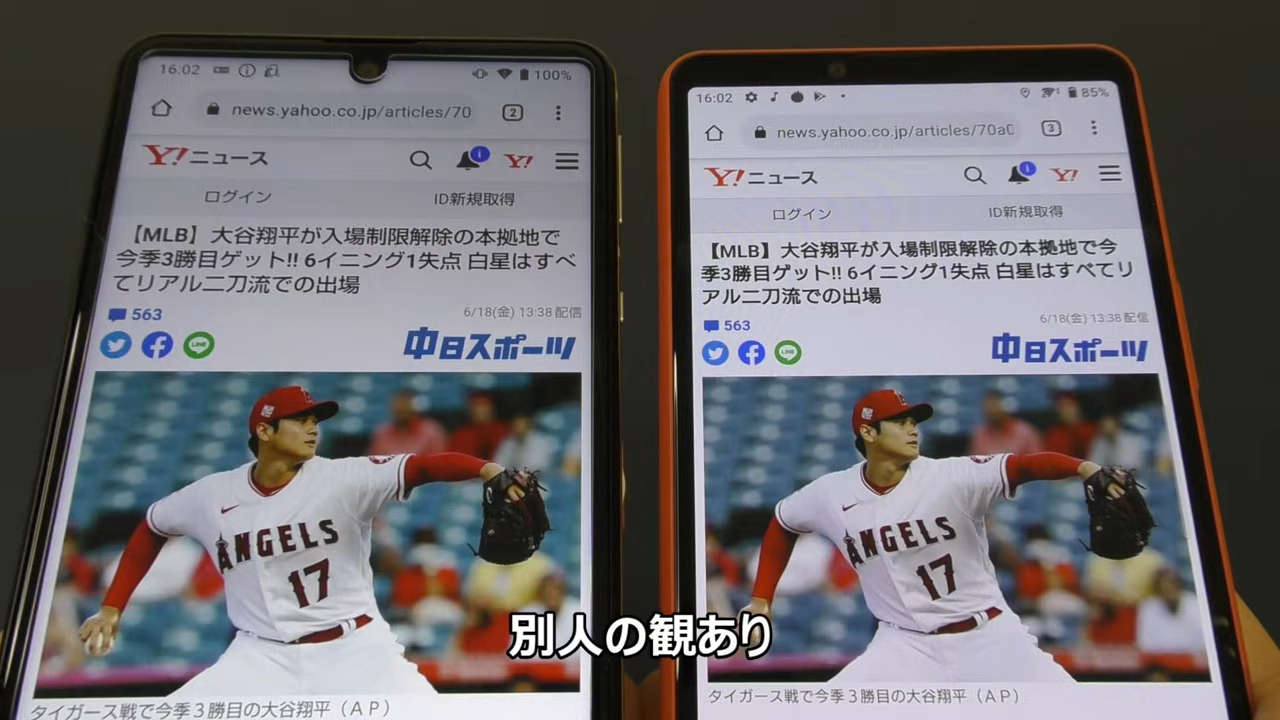 16:02
100%
news.yahoo.co.jp/articles/70
2
Y!ニュース
1
Y!
ログイン
ID新規取得
【MLB】大谷翔平が入場制限解除の本拠地で
今季3勝目ゲット!! 6イニング1失点 白星はすべ
てリアル二刀流での出場
563
6/18(金) 13:38配信
LINE
中日スポーツ
ANGELS
17
タイガース戦で今季３勝目の大谷翔平（ＡＰ）
16:02
85%
news.yahoo.co.jp/articles/70a0
3
Y!ニュース
1
Y!
ログイン
ID新規取得
【MLB】大谷翔平が入場制限解除の本拠地で今
季3勝目ゲット!! 6イニング1失点 白星はすべてリ
アル二刀流での出場
563
6/18(金) 13:38配信
LINE
中日スポーツ
ANGELS
17
タイガース戦で今季３勝目の大谷翔平（ＡＰ）
別人の観あり